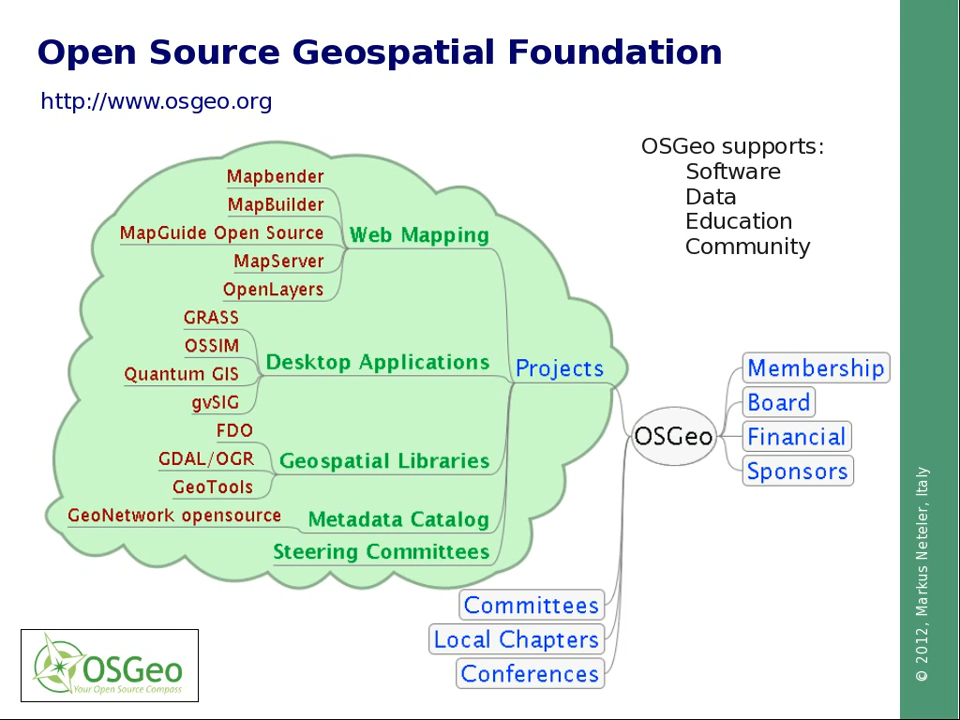 Open Source Geospatial Foundation
http://www.osgeo.org
OSGeo supports:
Software
Data
Education
Community
Mapbender
MapBuilder
MapGuide Open Source
MapServer
OpenLayers
Web Mapping
GRASS
OSSIM
Quantum GIS
gvSIG
Desktop Applications
FDO
GDAL/OGR
GeoTools
Geospatial Libraries
GeoNetwork opensource
Metadata Catalog
Steering Committees
Projects
OSGeo
Membership
Board
Financial
Sponsors
Committees
Local Chapters
Conferences
OSGeo
Your Open Source Compass
© 2012, Markus Neteler, Italy